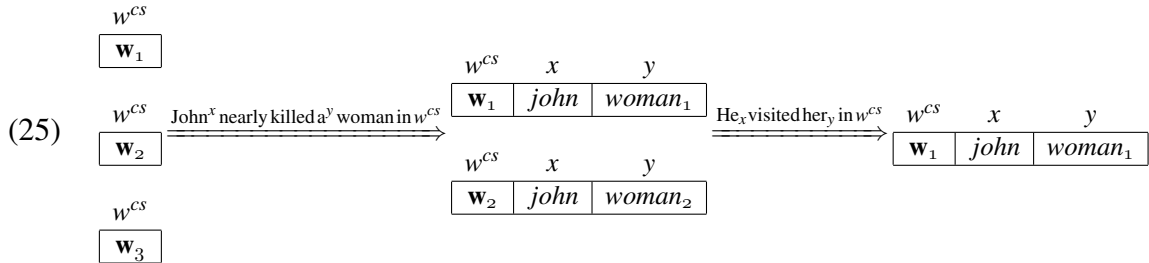 w^{cs}
w₁
w^{cs} x y
w₁ john woman₁
(25) w^{cs} John^x nearly killed a^y woman in w^{cs} He_x visited her_y in w^{cs} w^{cs} x y
w₂ w₁ john woman₁
w^{cs} x y
w₂ john woman₂
w^{cs}
w₃